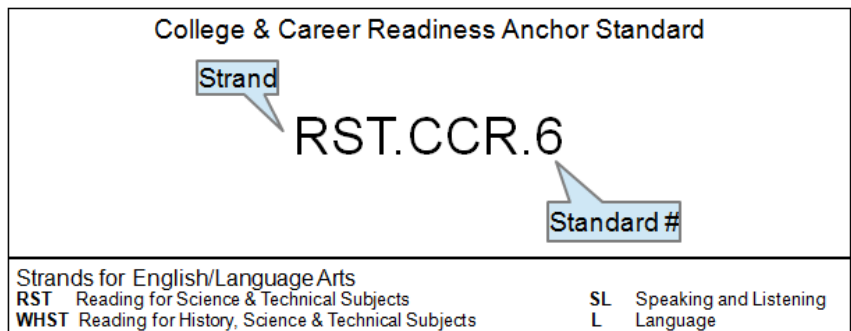 College & Career Readiness Anchor Standard
Strand
RST.CCR.6
Standard #
Strands for English/Language Arts
RST Reading for Science & Technical Subjects
SL Speaking and Listening
WHST Reading for History, Science & Technical Subjects
L Language